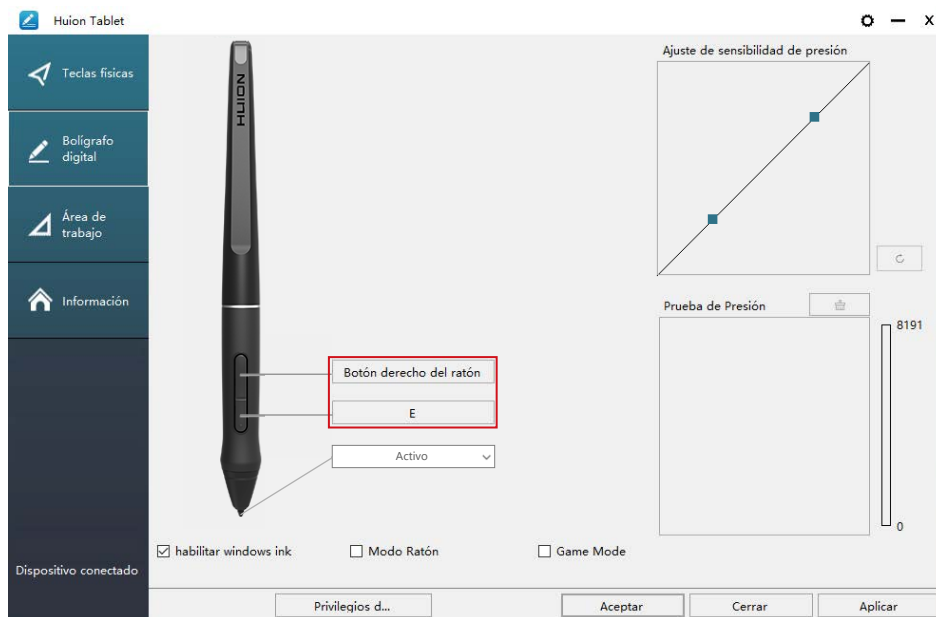 Huion Tablet
Teclas físicas
Bolígrafo
digital
Área de
trabajo
Información
Dispositivo conectado
HUION
Botón derecho del ratón
E
Activo
habilitar windows ink
Modo Ratón
Game Mode
Ajuste de sensibilidad de presión
Prueba de Presión
8191
0
Privilegios d...
Aceptar
Cerrar
Aplicar